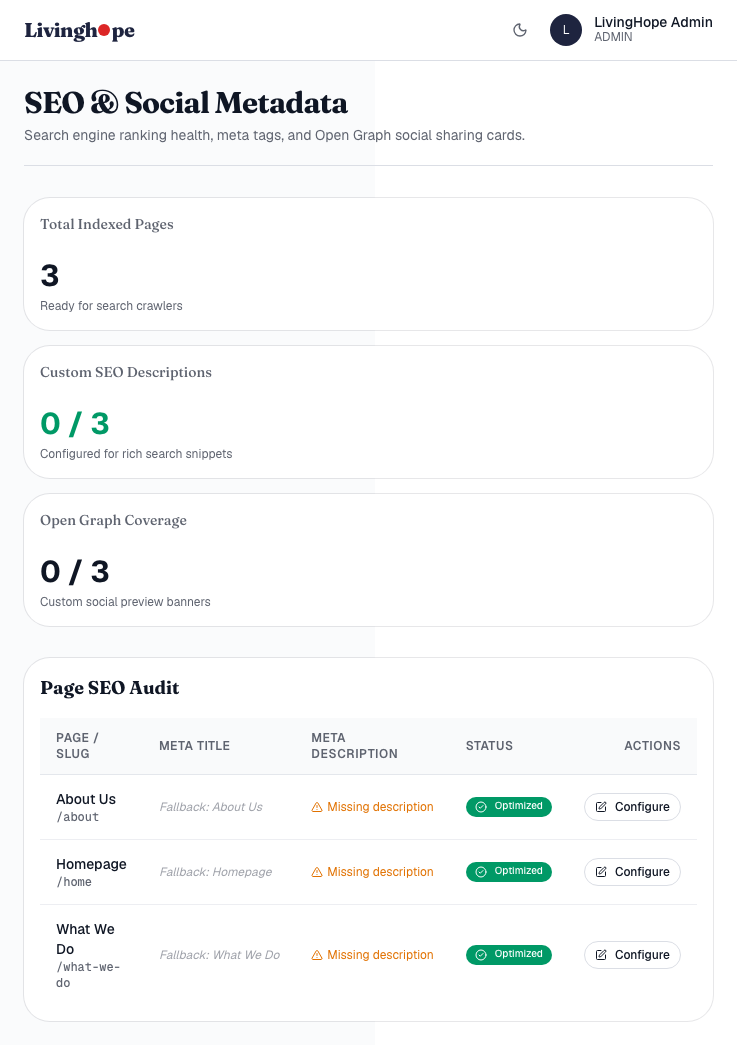 Livinghope
L
LivingHope Admin
ADMIN
SEO & Social Metadata
Search engine ranking health, meta tags, and Open Graph social sharing cards.
Total Indexed Pages
3
Ready for search crawlers
Custom SEO Descriptions
0 / 3
Configured for rich search snippets
Open Graph Coverage
0 / 3
Custom social preview banners
Page SEO Audit
PAGE / SLUG META TITLE META DESCRIPTION STATUS ACTIONS
About Us
/about
Fallback: About Us
Missing description
Optimized
Configure
Homepage
/home
Fallback: Homepage
Missing description
Optimized
Configure
What We
Do
/what-we-
do
Fallback: What We Do
Missing description
Optimized
Configure